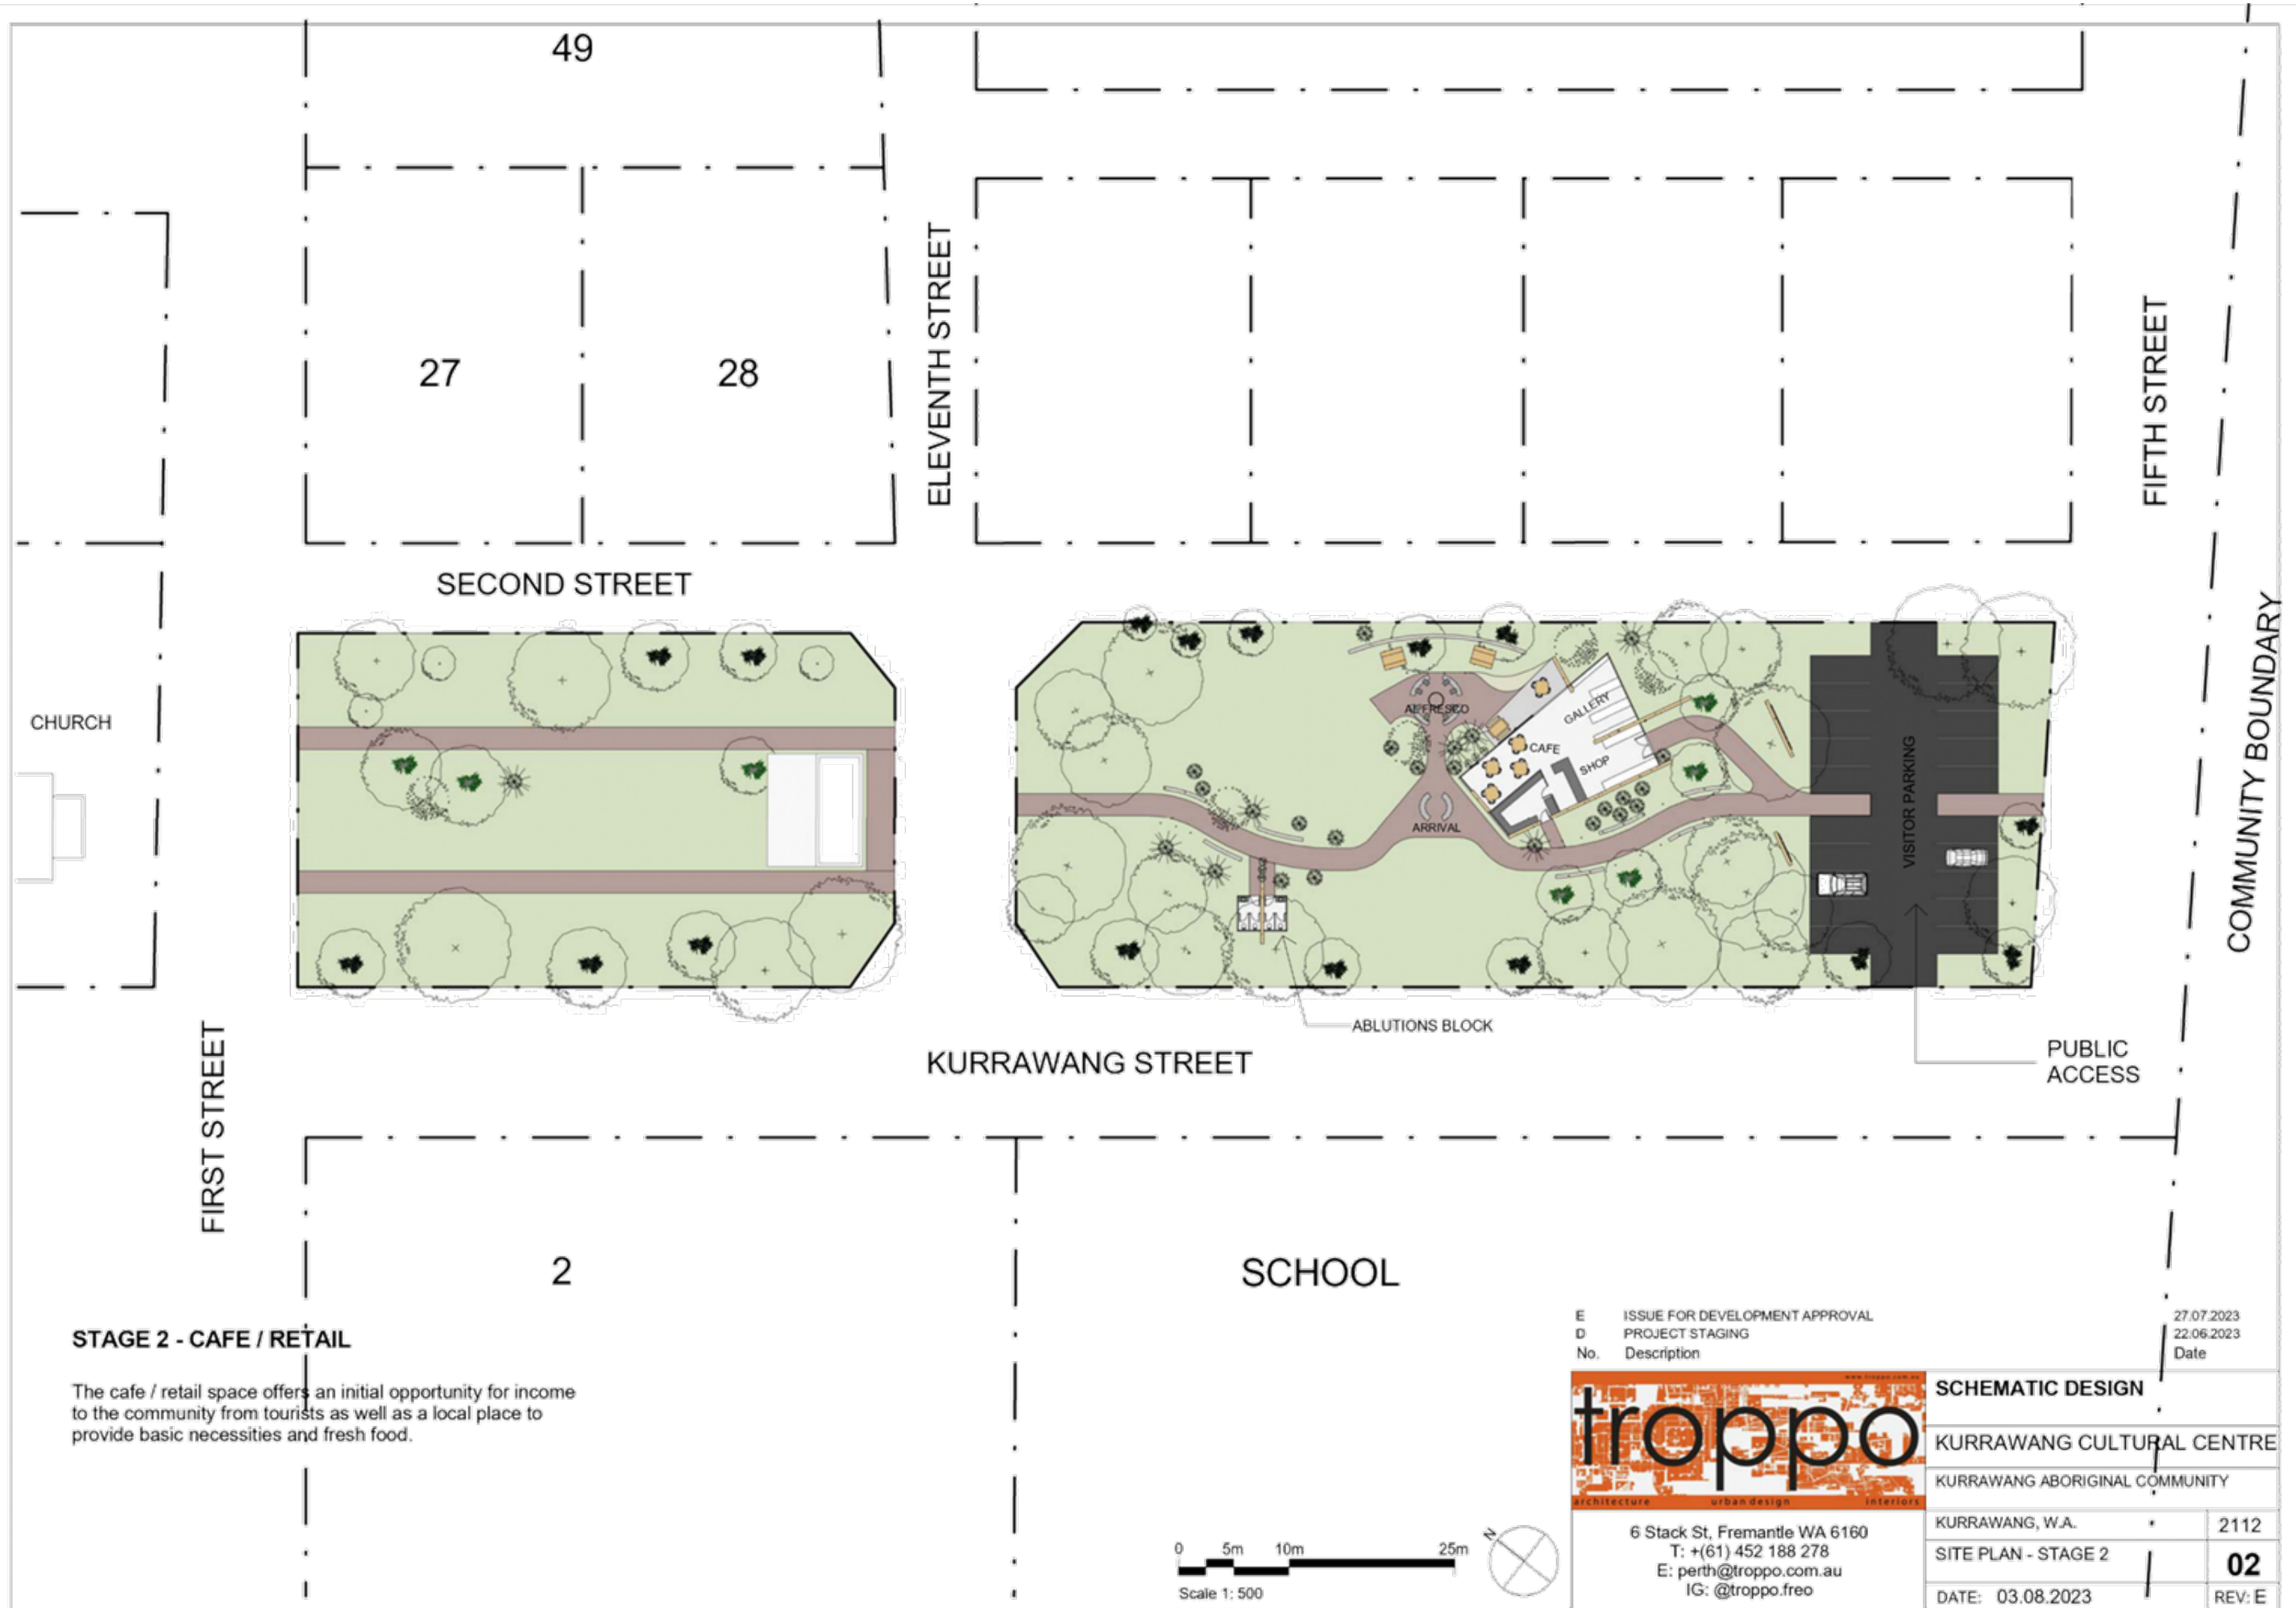 49
27
28
ELEVENTH STREET
FIFTH STREET
SECOND STREET
COMMUNITY BOUNDARY
CHURCH
ALFRESCO
GALLERY
CAFE
SHOP
ARRIVAL
VISITOR PARKING
ABLUTIONS BLOCK
KURRAWANG STREET
PUBLIC
ACCESS
FIRST STREET
2
SCHOOL
STAGE 2 - CAFE / RETAIL
The cafe / retail space offers an initial opportunity for income
to the community from tourists as well as a local place to
provide basic necessities and fresh food.
0 5m 10m 25m
Scale 1: 500
N
E ISSUE FOR DEVELOPMENT APPROVAL 27.07.2023
D PROJECT STAGING 22.06.2023
No. Description Date
www.troppo.com.au
troppo
architecture urban design interiors
6 Stack St, Fremantle WA 6160
T: +(61) 452 188 278
E: perth@troppo.com.au
IG: @troppo.freo
SCHEMATIC DESIGN
KURRAWANG CULTURAL CENTRE
KURRAWANG ABORIGINAL COMMUNITY
KURRAWANG, W.A. 2112
SITE PLAN - STAGE 2 02
DATE: 03.08.2023 REV: E